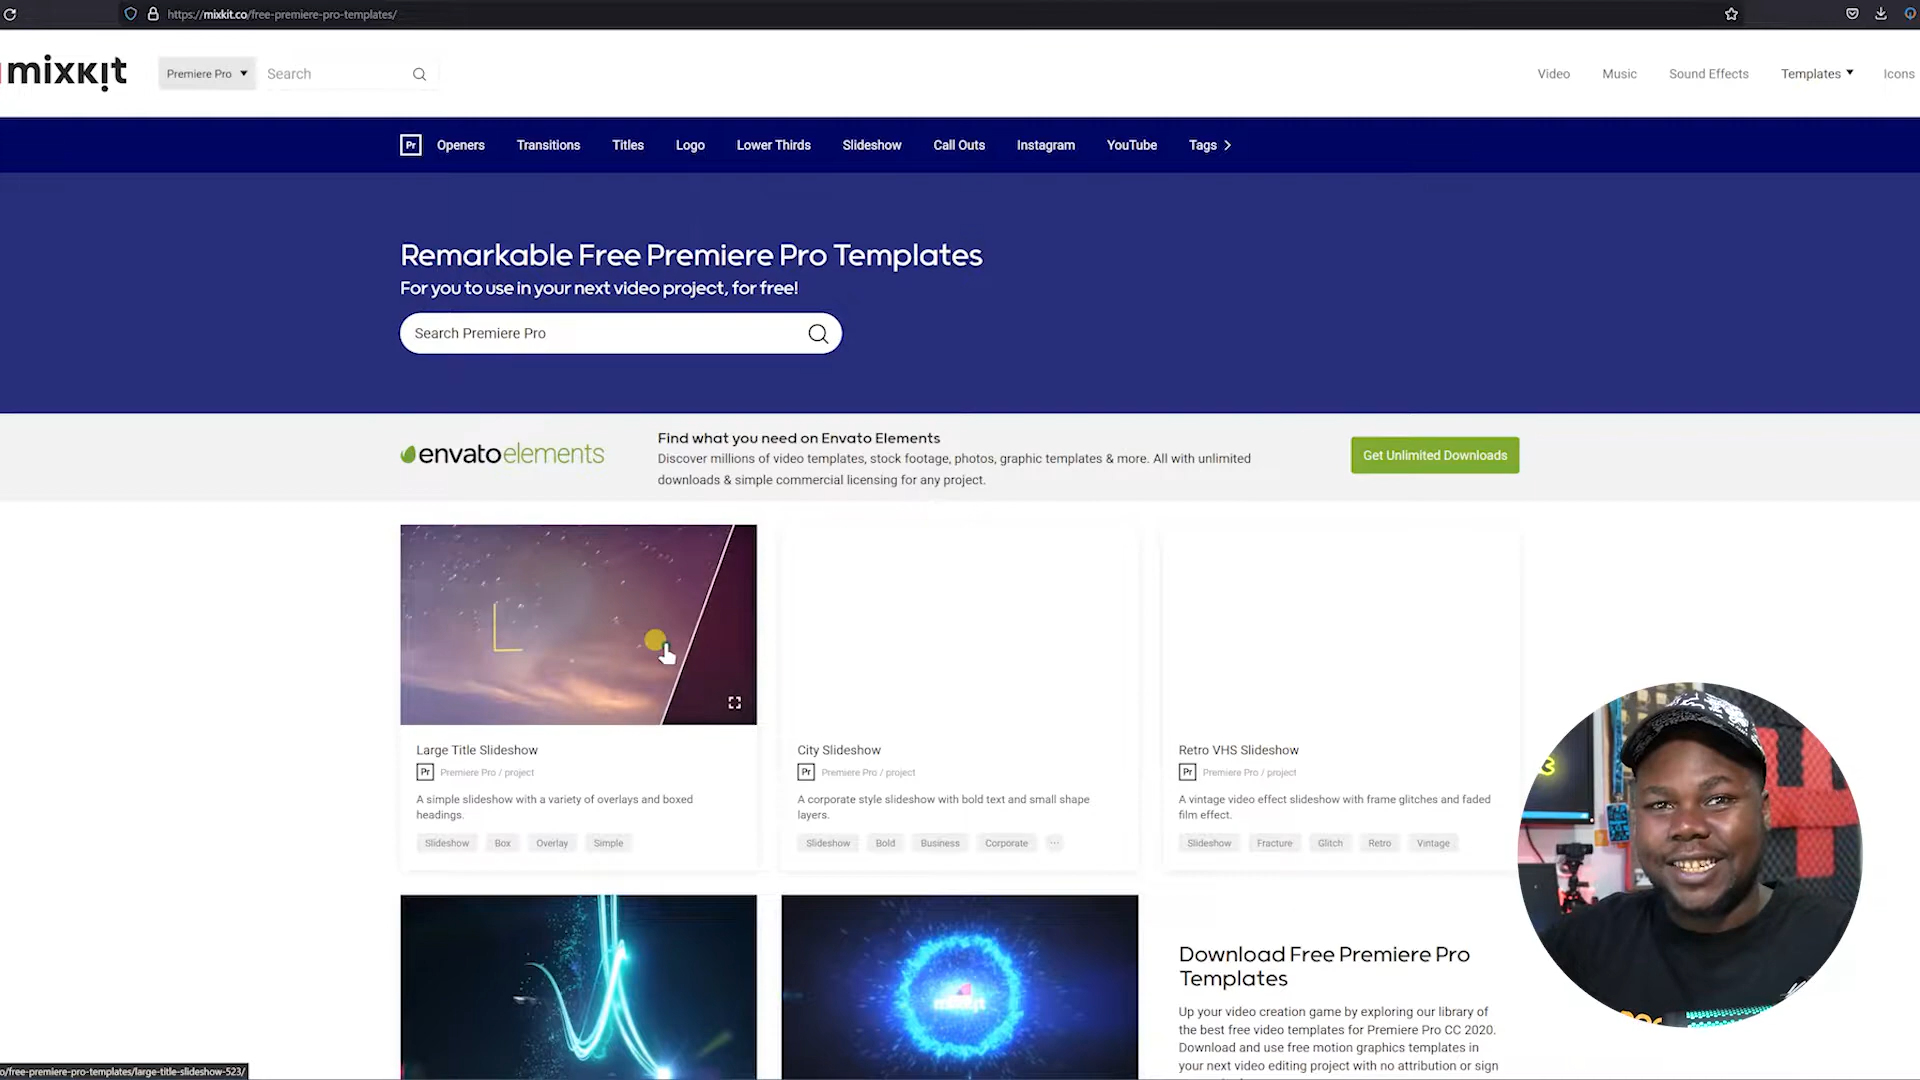 https://mixkit.co/free-premiere-pro-templates/
mixkit
Premiere Pro
Search
Video
Music
Sound Effects
Templates
Icons
Pr
Openers
Transitions
Titles
Logo
Lower Thirds
Slideshow
Call Outs
Instagram
YouTube
Tags
Remarkable Free Premiere Pro Templates
For you to use in your next video project, for free!
Search Premiere Pro
envatoelements
Find what you need on Envato Elements
Discover millions of video templates, stock footage, photos, graphic templates & more. All with unlimited
downloads & simple commercial licensing for any project.
Get Unlimited Downloads
Large Title Slideshow
Pr Premiere Pro / project
A simple slideshow with a variety of overlays and boxed
headings.
Slideshow Box Overlay Simple
City Slideshow
Pr Premiere Pro / project
A corporate style slideshow with bold text and small shape
layers.
Slideshow Bold Business Corporate ...
Retro VHS Slideshow
Pr Premiere Pro / project
A vintage video effect slideshow with frame glitches and faded
film effect.
Slideshow Fracture Glitch Retro Vintage
mixkit
Download Free Premiere Pro
Templates
Up your video creation game by exploring our library of
the best free video templates for Premiere Pro CC 2020.
Download and use free motion graphics templates in
your next video editing project with no attribution or sign
o/free-premiere-pro-templates/large-title-slideshow-523/